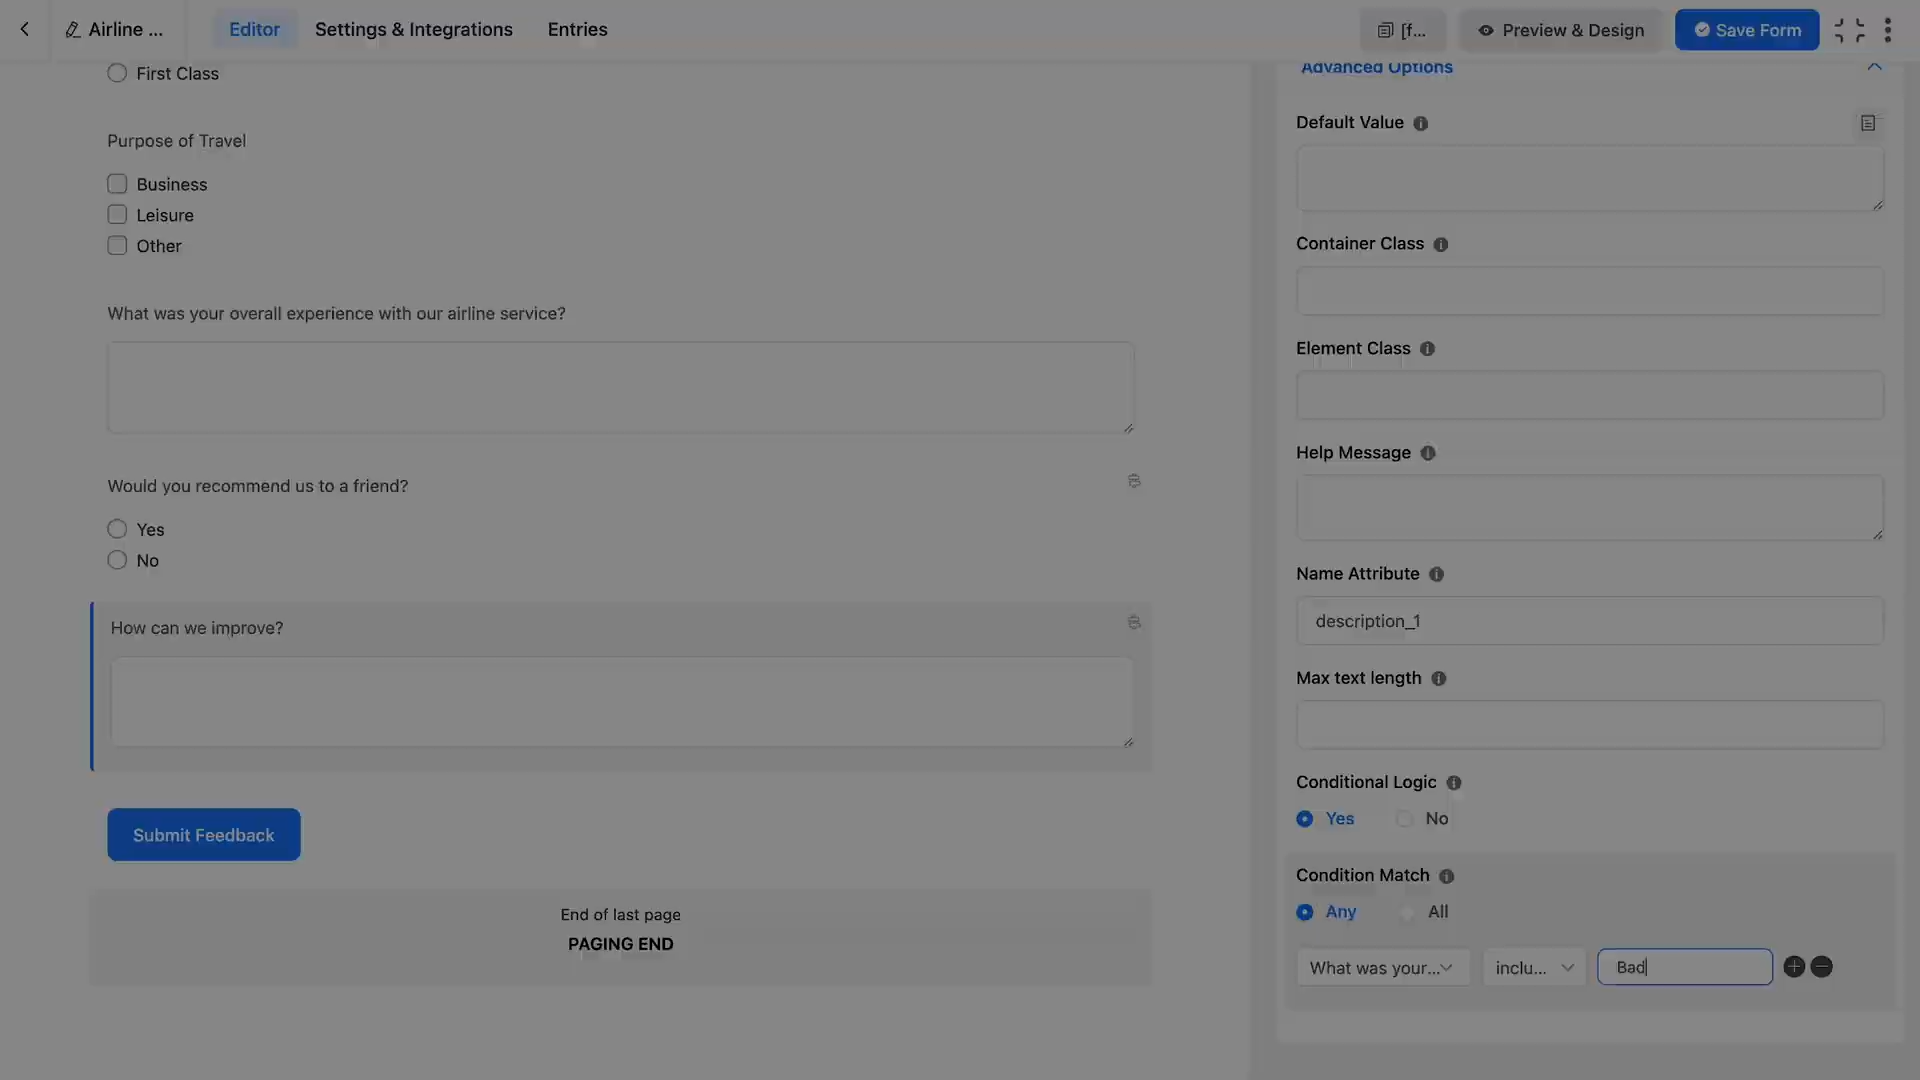 Airline ...
Editor
Settings & Integrations
Entries
[f...
Preview & Design
Save Form
First Class
Purpose of Travel
Business
Leisure
Other
What was your overall experience with our airline service?
Would you recommend us to a friend?
Yes
No
How can we improve?
Submit Feedback
End of last page
PAGING END
Advanced Options
Default Value
Container Class
Element Class
Help Message
Name Attribute
description_1
Max text length
Conditional Logic
Yes No
Condition Match
Any All
What was your... inclu... Bad